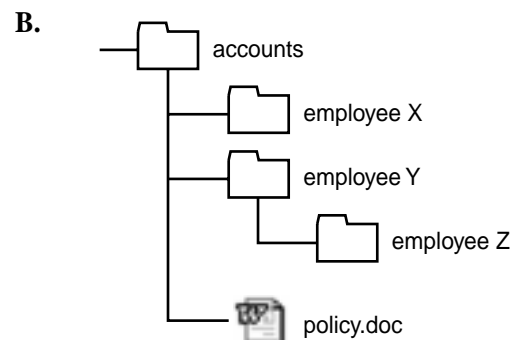 B.
accounts
employee X
employee Y
employee Z
W
policy.doc